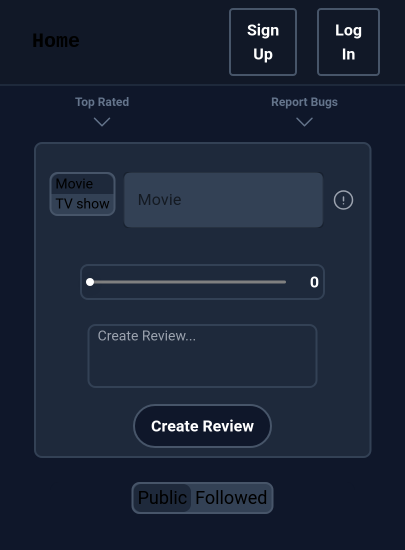 Home
Sign
Up
Log
In
Top Rated
Report Bugs
Movie
TV show
Movie
!
0
Create Review...
Create Review
Public Followed